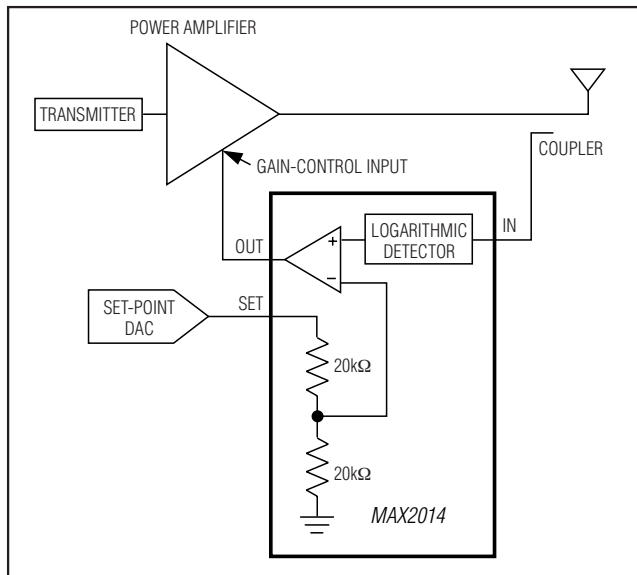 POWER AMPLIFIER
TRANSMITTER
GAIN-CONTROL INPUT
COUPLER
LOGARITHMIC
DETECTOR
IN
OUT
+
−
SET
SET-POINT
DAC
20kΩ
20kΩ
MAX2014